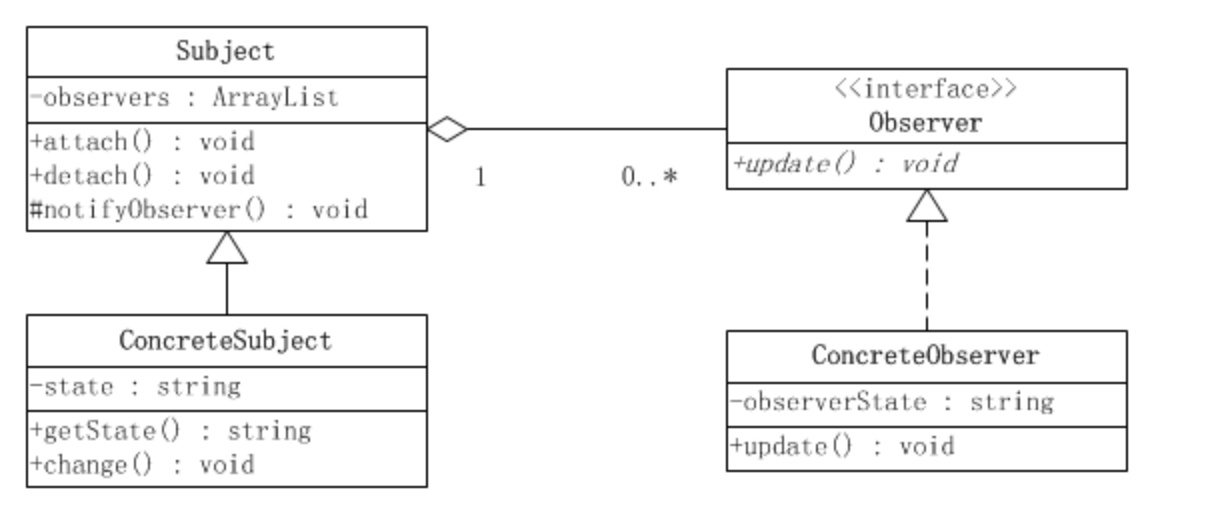 Subject
-observers : ArrayList
+attach() : void
+detach() : void
#notifyObserver() : void
1
0..*
<<interface>>
Observer
+update() : void
ConcreteSubject
-state : string
+getState() : string
+change() : void
ConcreteObserver
-observerState : string
+update() : void